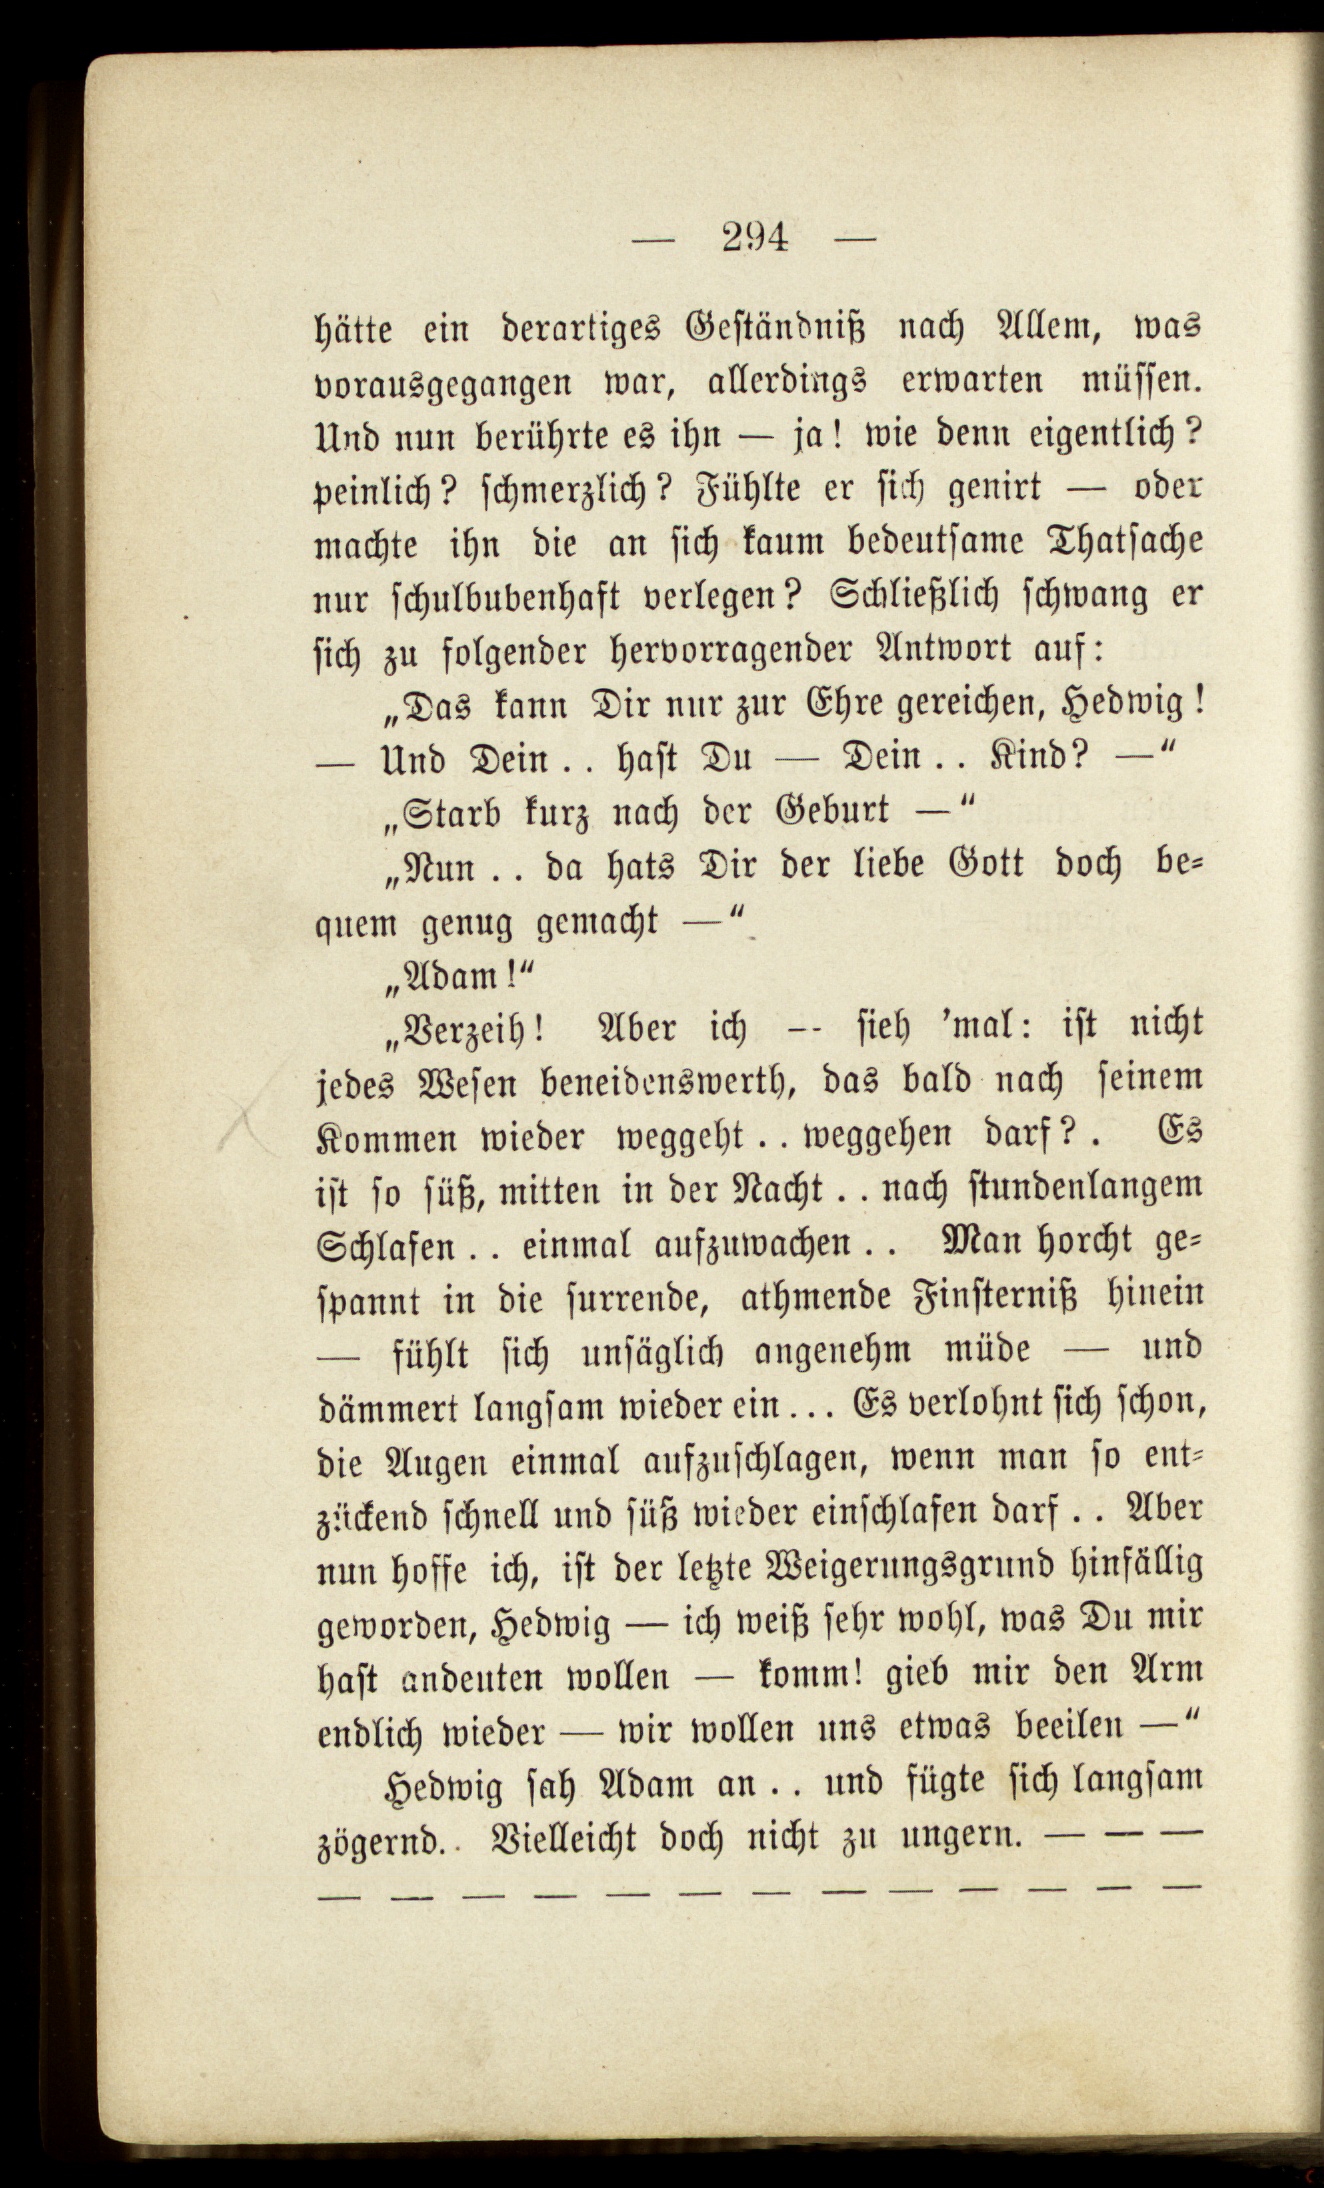 — 294 —
hätte ein derartiges Geständniß nach Allem, was
vorausgegangen war, allerdings erwarten müssen.
Und nun berührte es ihn — ja! wie denn eigentlich?
peinlich? schmerzlich? Fühlte er sich genirt — oder
machte ihn die an sich kaum bedeutsame Thatsache
nur schulbubenhaft verlegen? Schließlich schwang er
sich zu folgender hervorragender Antwort auf:
„Das kann Dir nur zur Ehre gereichen, Hedwig!
— Und Dein .. hast Du — Dein .. Kind? —“
„Starb kurz nach der Geburt —“
„Nun .. da hats Dir der liebe Gott doch be-
quem genug gemacht —“
„Adam!“
„Verzeih! Aber ich -- sieh 'mal: ist nicht
jedes Wesen beneidenswerth, das bald nach seinem
Kommen wieder weggeht .. weggehen darf?. Es
ist so süß, mitten in der Nacht .. nach stundenlangem
Schlafen .. einmal aufzuwachen .. Man horcht ge-
spannt in die surrende, athmende Finsterniß hinein
— fühlt sich unsäglich angenehm müde — und
dämmert langsam wieder ein ... Es verlohnt sich schon,
die Augen einmal aufzuschlagen, wenn man so ent-
zückend schnell und süß wieder einschlafen darf .. Aber
nun hoffe ich, ist der letzte Weigerungsgrund hinfällig
geworden, Hedwig — ich weiß sehr wohl, was Du mir
hast andeuten wollen — komm! gieb mir den Arm
endlich wieder — wir wollen uns etwas beeilen —“
Hedwig sah Adam an .. und fügte sich langsam
zögernd.. Vielleicht doch nicht zu ungern. — — —
— — — — — — — — — — — — —